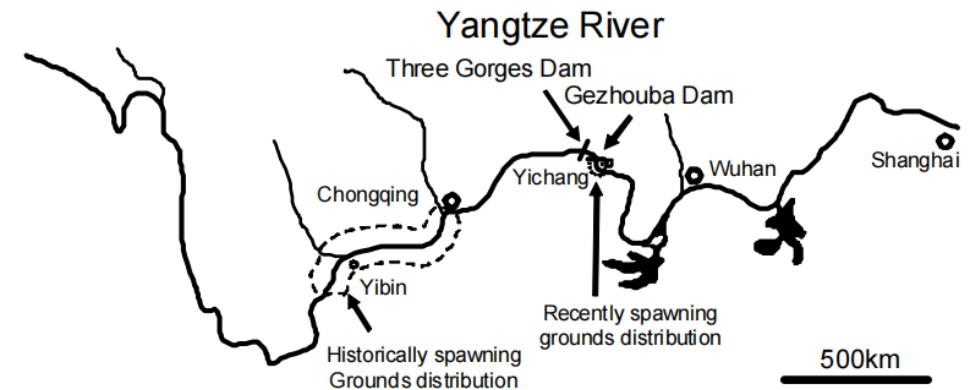 Yangtze River
Three Gorges Dam
Gezhouba Dam
Shanghai
Wuhan
Yichang
Chongqing
Yibin
Recently spawning
grounds distribution
Historically spawning
Grounds distribution
500km